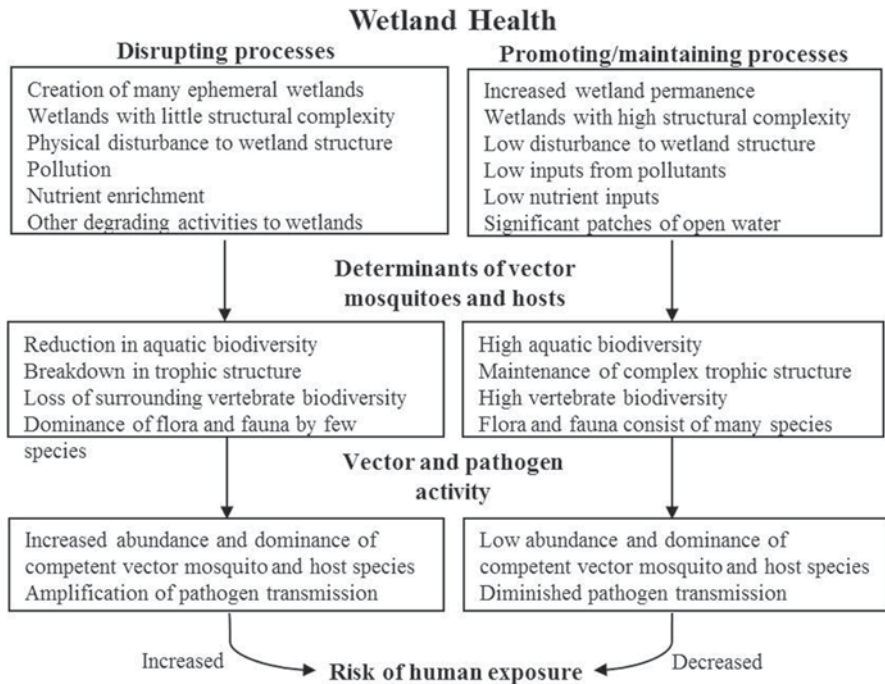 Wetland Health
Disrupting processes
Creation of many ephemeral wetlands
Wetlands with little structural complexity
Physical disturbance to wetland structure
Pollution
Nutrient enrichment
Other degrading activities to wetlands
Promoting/maintaining processes
Increased wetland permanence
Wetlands with high structural complexity
Low disturbance to wetland structure
Low inputs from pollutants
Low nutrient inputs
Significant patches of open water
Determinants of vector
mosquitoes and hosts
Reduction in aquatic biodiversity
Breakdown in trophic structure
Loss of surrounding vertebrate biodiversity
Dominance of flora and fauna by few
species
High aquatic biodiversity
Maintenance of complex trophic structure
High vertebrate biodiversity
Flora and fauna consist of many species
Vector and pathogen
activity
Increased abundance and dominance of
competent vector mosquito and host species
Amplification of pathogen transmission
Low abundance and dominance of
competent vector mosquito and host species
Diminished pathogen transmission
Increased
Risk of human exposure
Decreased